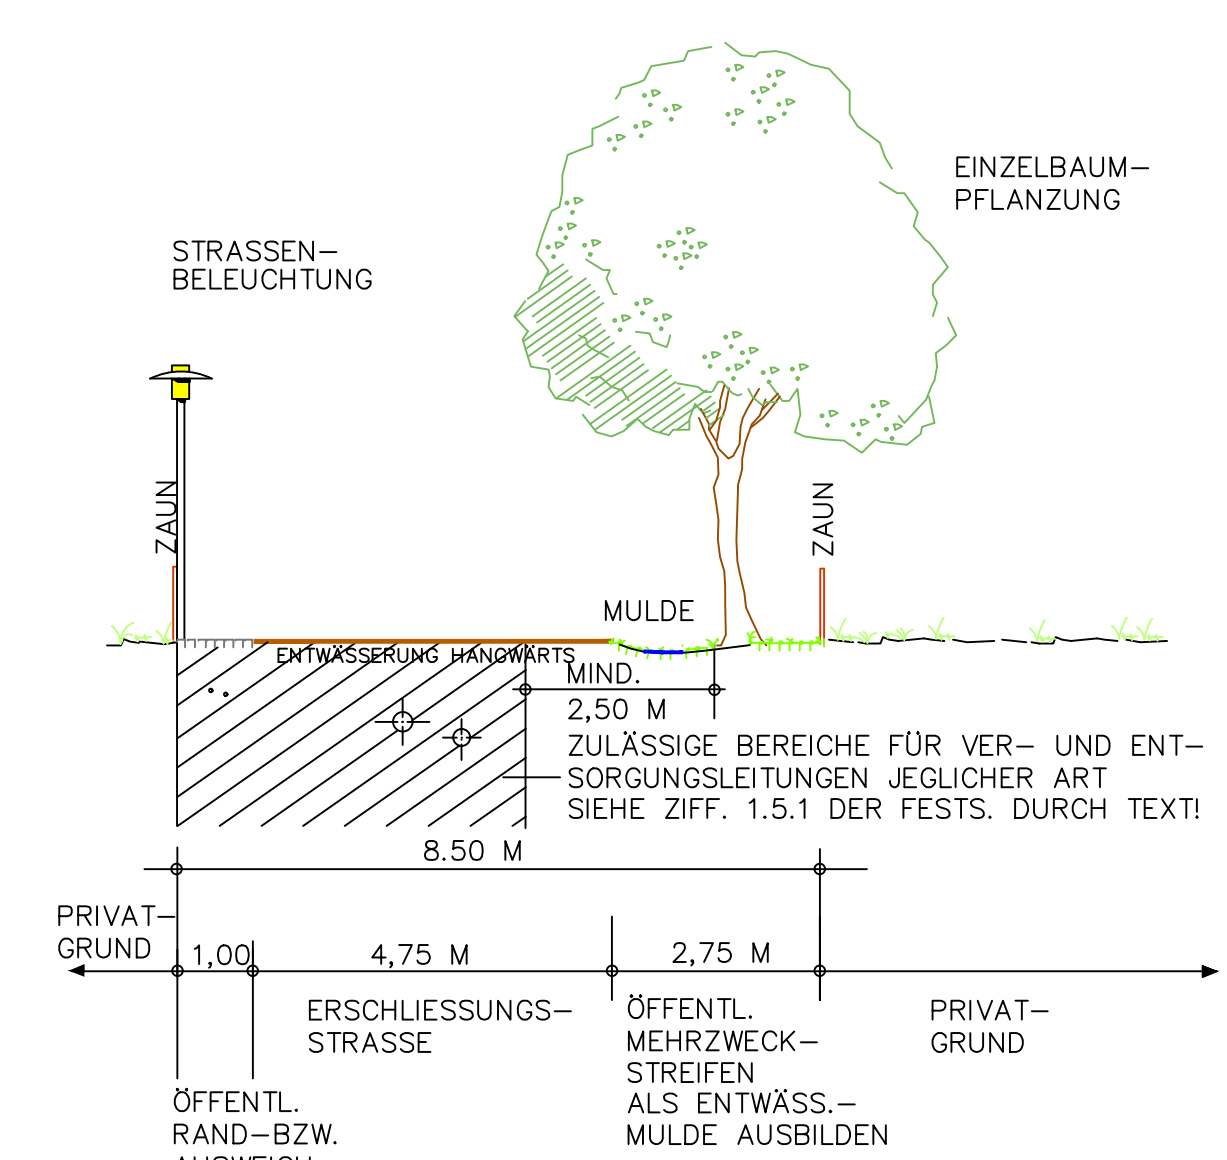 EINZELBAUM–
PFLANZUNG
STRASSEN–
BELEUCHTUNG
ZAUN
ZAUN
MULDE
ENTWÄSSERUNG HANGWÄRTS
MIND.
2,50 M
ZULÄSSIGE BEREICHE FÜR VER– UND ENT–
SORGUNGSLEITUNGEN JEGLICHER ART
SIEHE ZIFF. 1.5.1 DER FESTS. DURCH TEXT!
8.50 M
PRIVAT–
GRUND
1,00
4,75 M
2,75 M
ERSCHLIESSUNGS–
STRASSE
ÖFFENTL.
MEHRZWECK–
STREIFEN
ALS ENTWÄSS.–
MULDE AUSBILDEN
PRIVAT–
GRUND
ÖFFENTL.
RAND–BZW.